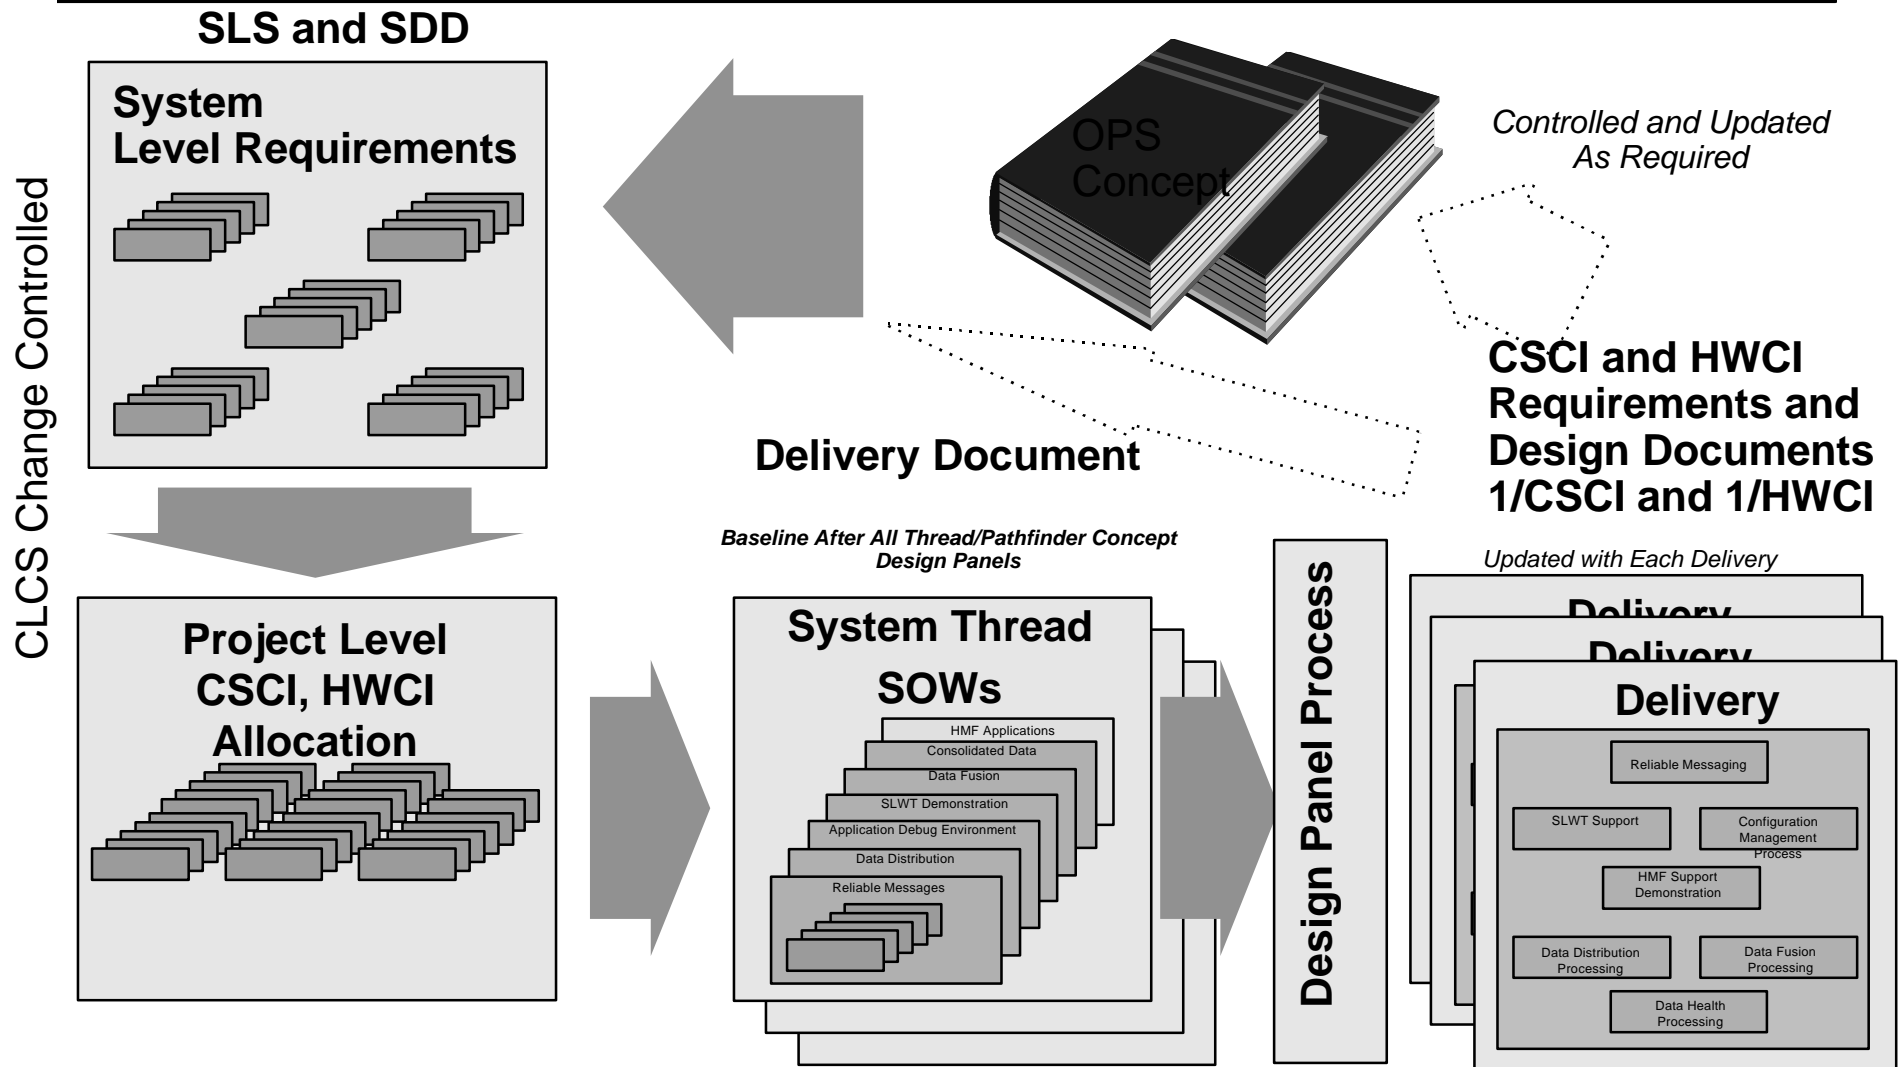 SLS and SDD
CLCS Change Controlled
System
Level Requirements
OPS
Concept
Controlled and Updated
As Required
CSCI and HWCI
Requirements and
Design Documents
1/CSCI and 1/HWCI
Delivery Document
Baseline After All Thread/Pathfinder Concept
Design Panels
Updated with Each Delivery
Project Level
CSCI, HWCI
Allocation
System Thread
SOWs
HMF Applications
Consolidated Data
Data Fusion
SLWT Demonstration
Application Debug Environment
Data Distribution
Reliable Messages
Design Panel Process
Delivery
Delivery
Delivery
Reliable Messaging
SLWT Support
Configuration
Management
Process
HMF Support
Demonstration
Data Distribution
Processing
Data Fusion
Processing
Data Health
Processing